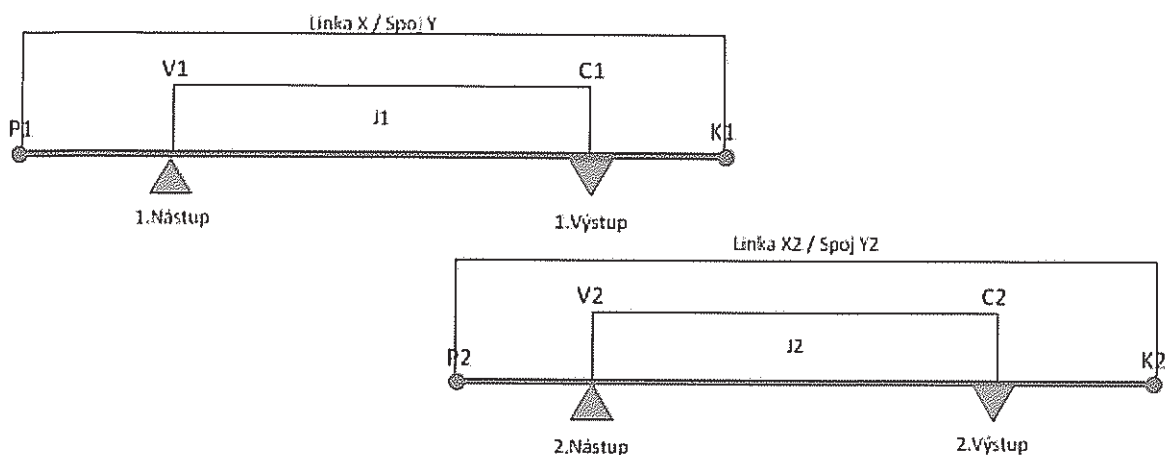 Linka X / Spoj Y
V1 C1
J1
P1 K1
1.Nástup 1.Výstup
Linka X2 / Spoj Y2
V2 C2
J2
P2 K2
2.Nástup 2.Výstup